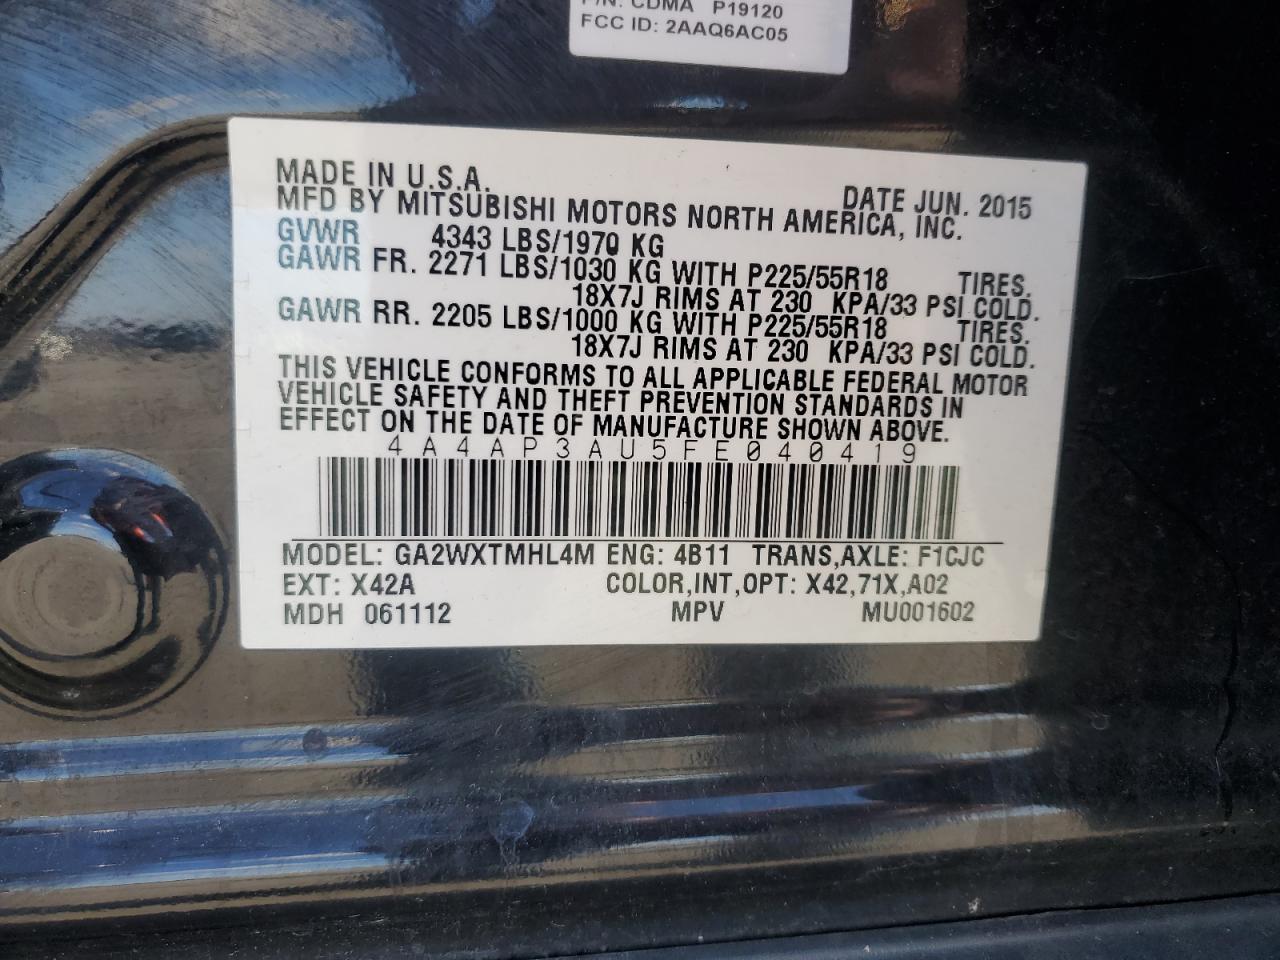 P/N: CDMA P19120
FCC ID: 2AAQ6AC05
MADE IN U.S.A. DATE JUN. 2015
MFD BY MITSUBISHI MOTORS NORTH AMERICA, INC.
GVWR 4343 LBS/1970 KG
GAWR FR. 2271 LBS/1030 KG WITH P225/55R18 TIRES.
18X7J RIMS AT 230 KPA/33 PSI COLD.
GAWR RR. 2205 LBS/1000 KG WITH P225/55R18 TIRES.
18X7J RIMS AT 230 KPA/33 PSI COLD.
THIS VEHICLE CONFORMS TO ALL APPLICABLE FEDERAL MOTOR
VEHICLE SAFETY AND THEFT PREVENTION STANDARDS IN
EFFECT ON THE DATE OF MANUFACTURE SHOWN ABOVE.
4A4AP3AU5FE040419
MODEL: GA2WXTMHL4M ENG: 4B11 TRANS,AXLE: F1CJC
EXT: X42A COLOR,INT,OPT: X42,71X,A02
MDH 061112 MPV MU001602